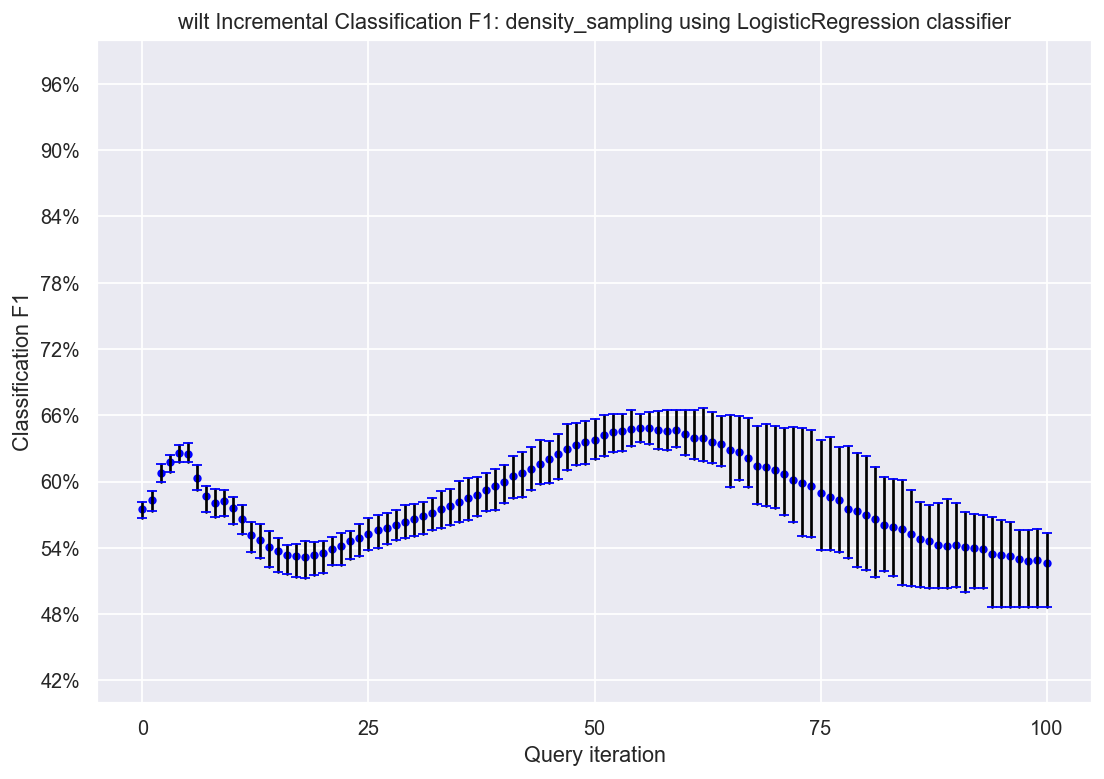 wilt Incremental Classification F1: density_sampling using LogisticRegression classifier
96%
90%
84%
78%
72%
66%
60%
54%
48%
42%
Classification F1
0 25 50 75 100
Query iteration